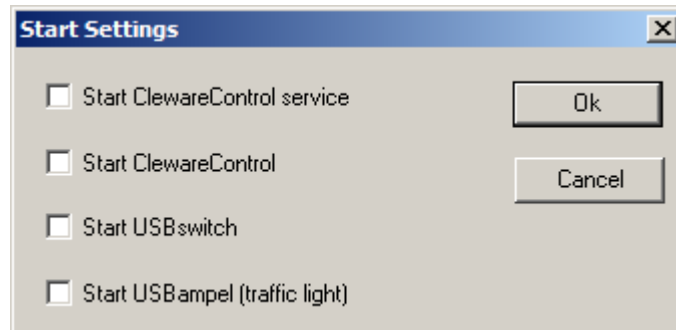 Start Settings
Start ClewareControl service
Ok
Start ClewareControl
Cancel
Start USBswitch
Start USBampel (traffic light)